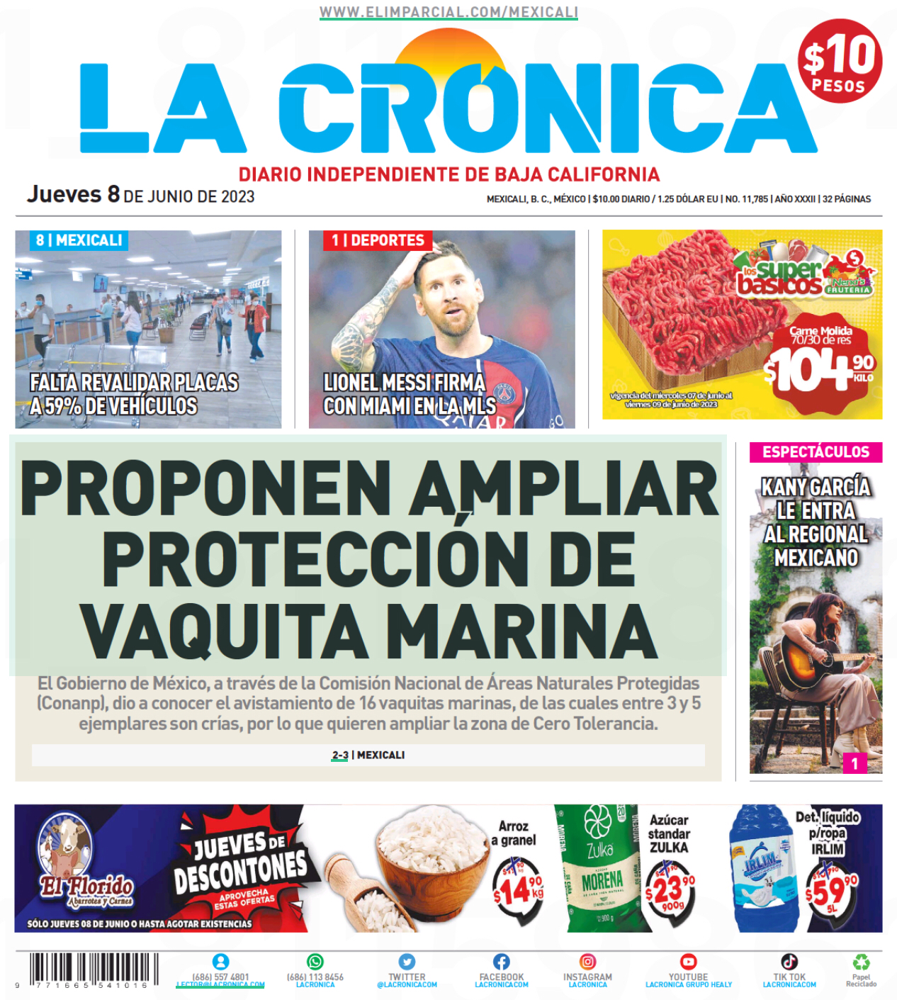 WWW.ELIMPARCIAL.COM/MEXICALI
LA CRÓNICA
$10
PESOS
DIARIO INDEPENDIENTE DE BAJA CALIFORNIA
Jueves 8 DE JUNIO DE 2023
MEXICALI, B. C., MÉXICO | $10.00 DIARIO / 1.25 DÓLAR EU | NO. 11,785 | AÑO XXXII | 32 PÁGINAS
8 | MEXICALI
FALTA REVALIDAR PLACAS
A 59% DE VEHÍCULOS
1 | DEPORTES
LIONEL MESSI FIRMA
CON MIAMI EN LA MLS
los
super
básicos
Nena's
FRUTERIA
Carne Molida
70/30 de res
$104.90
KILO
vigencia del miercoles 07 de junio al
viernes 09 de junio de 2023
PROPONEN AMPLIAR
PROTECCIÓN DE
VAQUITA MARINA
El Gobierno de México, a través de la Comisión Nacional de Áreas Naturales Protegidas
(Conanp), dio a conocer el avistamiento de 16 vaquitas marinas, de las cuales entre 3 y 5
ejemplares son crías, por lo que quieren ampliar la zona de Cero Tolerancia.
2-3 | MEXICALI
ESPECTÁCULOS
KANY GARCÍA
LE ENTRA
AL REGIONAL
MEXICANO
1
El Florido
Abarrotes y Carnes
JUEVES DE
DESCONTONES
APROVECHA
ESTAS OFERTAS
SÓLO JUEVES 08 DE JUNIO O HASTA AGOTAR EXISTENCIAS
Arroz
a granel
$14.90
kg
Zulka
MORENA
900 g
Azúcar
standar
ZULKA
$23.90
900g
IRLIM
Det. líquido
p/ropa
IRLIM
$59.90
5L
9 771665 541016
(686) 557 4801
LECTOR@LACRONICA.COM
(686) 113 8456
LACRONICA
TWITTER
@LACRONICACOM
FACEBOOK
LACRONICACOM
INSTAGRAM
LACRONICA
YOUTUBE
LACRONICA GRUPO HEALY
TIK TOK
LACRONICACOM
Papel
Reciclado